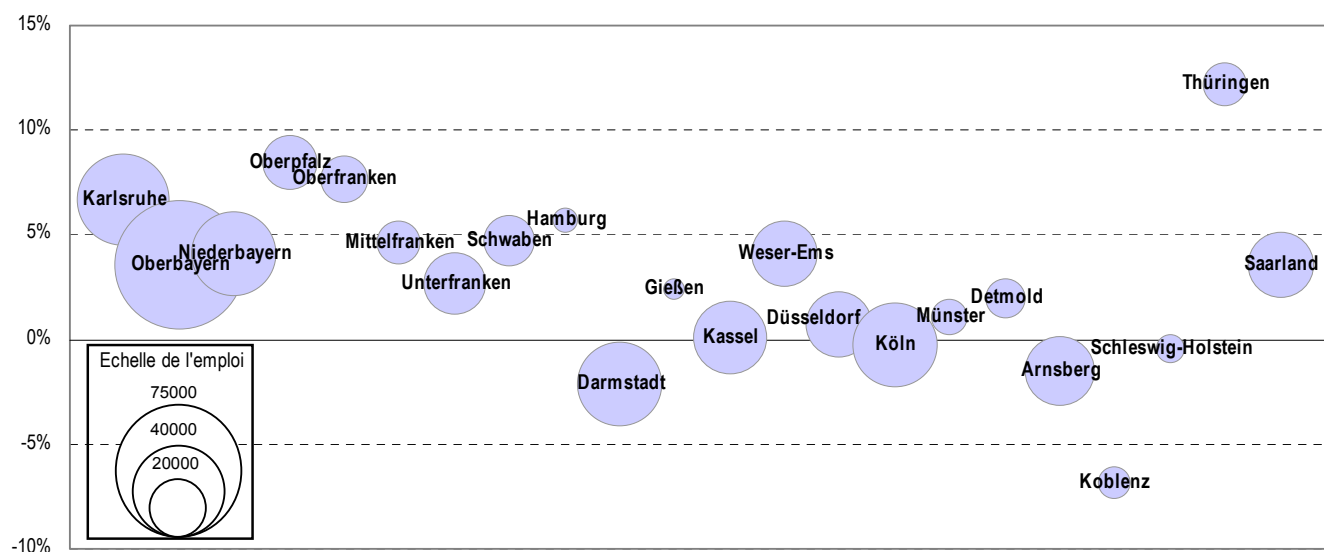 15%
Thüringen
10%
Oberpfalz
Oberfranken
Karlsruhe
Hamburg
5%
Mittelfranken
Schwaben
Niederbayern
Weser-Ems
Oberbayern
Saarland
Unterfranken
Gießen
Detmold
Düsseldorf
Münster
0%
Kassel
Köln
Schleswig-Holstein
Echelle de l'emploi
Arnsberg
Darmstadt
75000
40000
-5%
20000
Koblenz
-10%